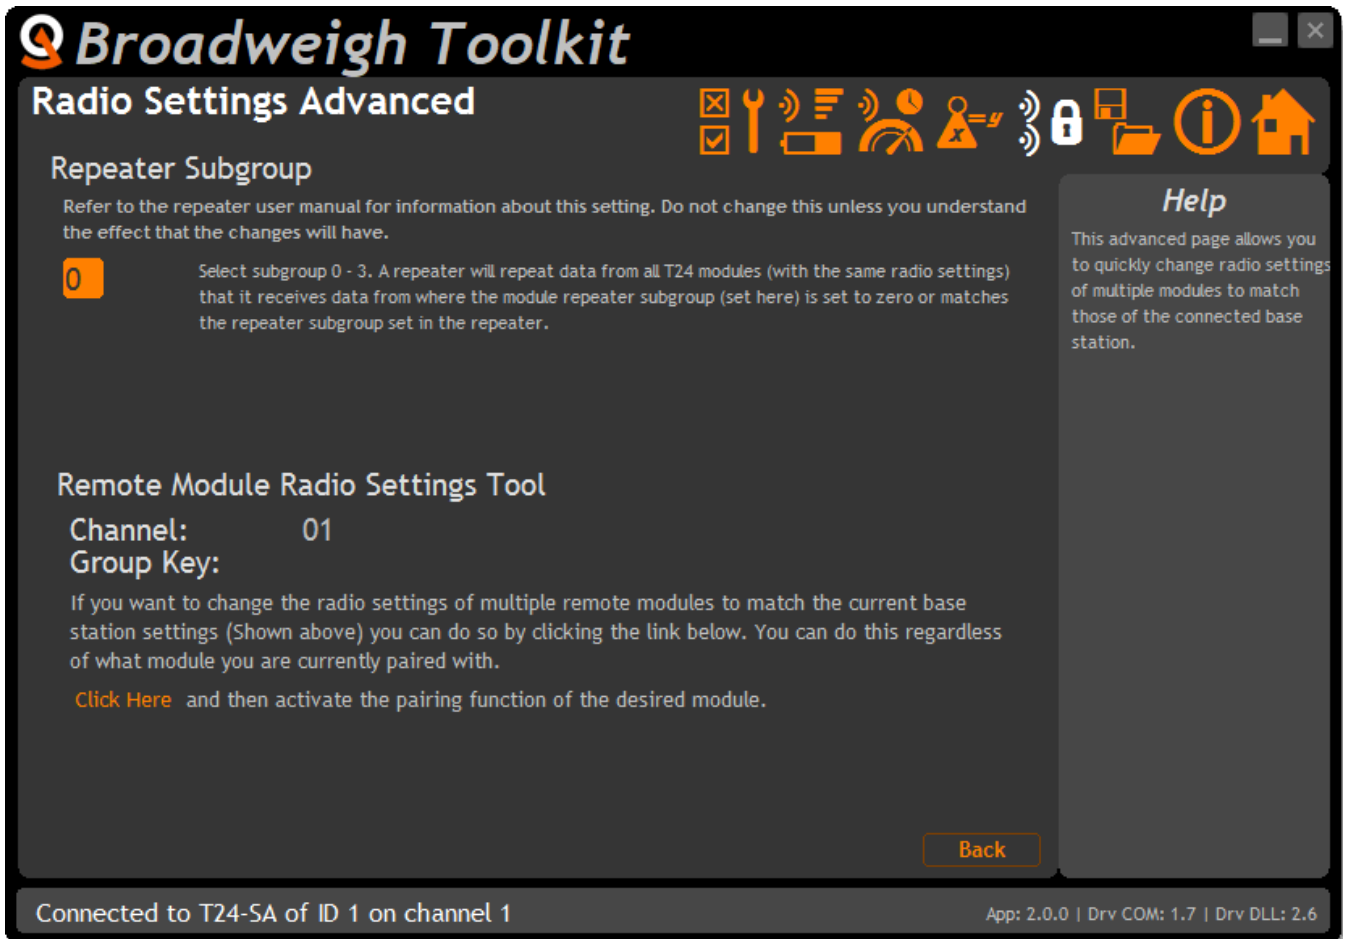 Broadweigh Toolkit
Radio Settings Advanced
x=y
Repeater Subgroup
Refer to the repeater user manual for information about this setting. Do not change this unless you understand
the effect that the changes will have.
0
Select subgroup 0 - 3. A repeater will repeat data from all T24 modules (with the same radio settings)
that it receives data from where the module repeater subgroup (set here) is set to zero or matches
the repeater subgroup set in the repeater.
Remote Module Radio Settings Tool
Channel: 01
Group Key:
If you want to change the radio settings of multiple remote modules to match the current base
station settings (Shown above) you can do so by clicking the link below. You can do this regardless
of what module you are currently paired with.
Click Here and then activate the pairing function of the desired module.
Back
Help
This advanced page allows you
to quickly change radio settings
of multiple modules to match
those of the connected base
station.
Connected to T24-SA of ID 1 on channel 1
App: 2.0.0 | Drv COM: 1.7 | Drv DLL: 2.6